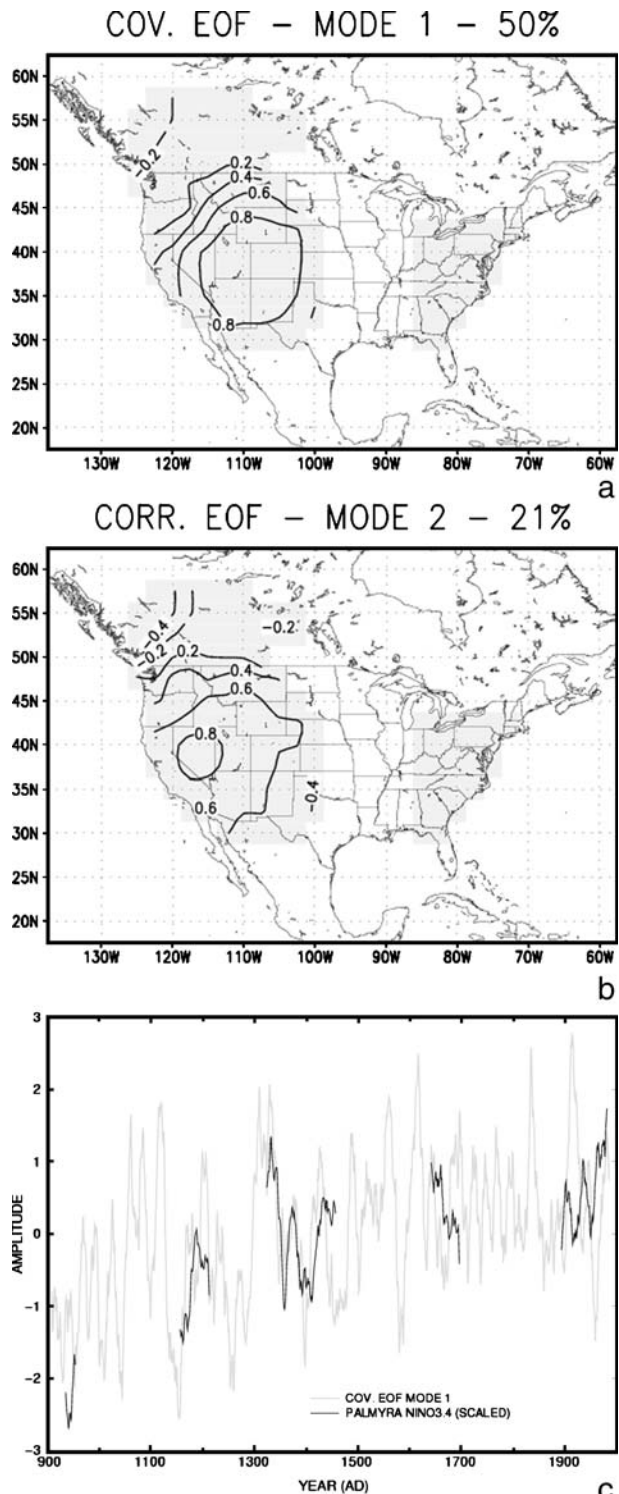 COV. EOF – MODE 1 – 50%
60N
55N
50N
45N
40N
35N
30N
25N
20N
-0.2
0.2
0.4
0.6
0.8
0.8
130W 120W 110W 100W 90W 80W 70W 60W
a
CORR. EOF – MODE 2 – 21%
60N
55N
50N
45N
40N
35N
30N
25N
20N
-0.4
-0.2
-0.2
0.2
0.4
0.6
0.8
0.6
-0.4
130W 120W 110W 100W 90W 80W 70W 60W
b
3
2
1
0
-1
-2
-3
AMPLITUDE
COV. EOF MODE 1
PALMYRA NINO3.4 (SCALED)
900 1100 1300 1500 1700 1900
YEAR (AD)
c